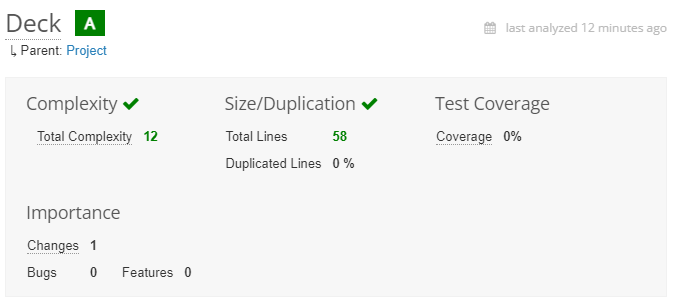 Deck A
last analyzed 12 minutes ago
Parent: Project
Complexity Size/Duplication Test Coverage
Total Complexity 12 Total Lines 58 Coverage 0%
Duplicated Lines 0 %
Importance
Changes 1
Bugs 0 Features 0